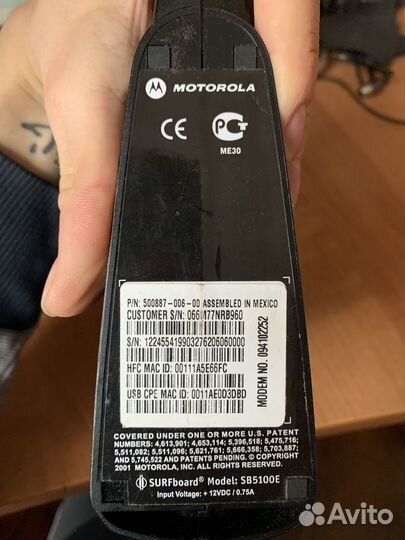 MOTOROLA
CE
РСТ
ME30
P/N: 500887-006-00 ASSEMBLED IN MEXICO
CUSTOMER S/N: 066M77NRB960
S/N: 122455419903276206060000
HFC MAC ID: 00111A5E66FC
USB CPE MAC ID: 0011AE0D3DBD
MODEM NO. 094102252
COVERED UNDER ONE OR MORE U.S. PATENT
NUMBERS: 4,613,901; 4,653,114; 5,396,518; 5,475,716;
5,511,082; 5,511,096; 5,621,761; 5,666,358; 5,703,887;
and 5,745,522 and PATENTS PENDING. COPYRIGHT ©
2001 MOTOROLA, INC. ALL RIGHTS RESERVED.
SURFboard® Model: SB5100E
Input Voltage: + 12VDC / 0.75A
Avito